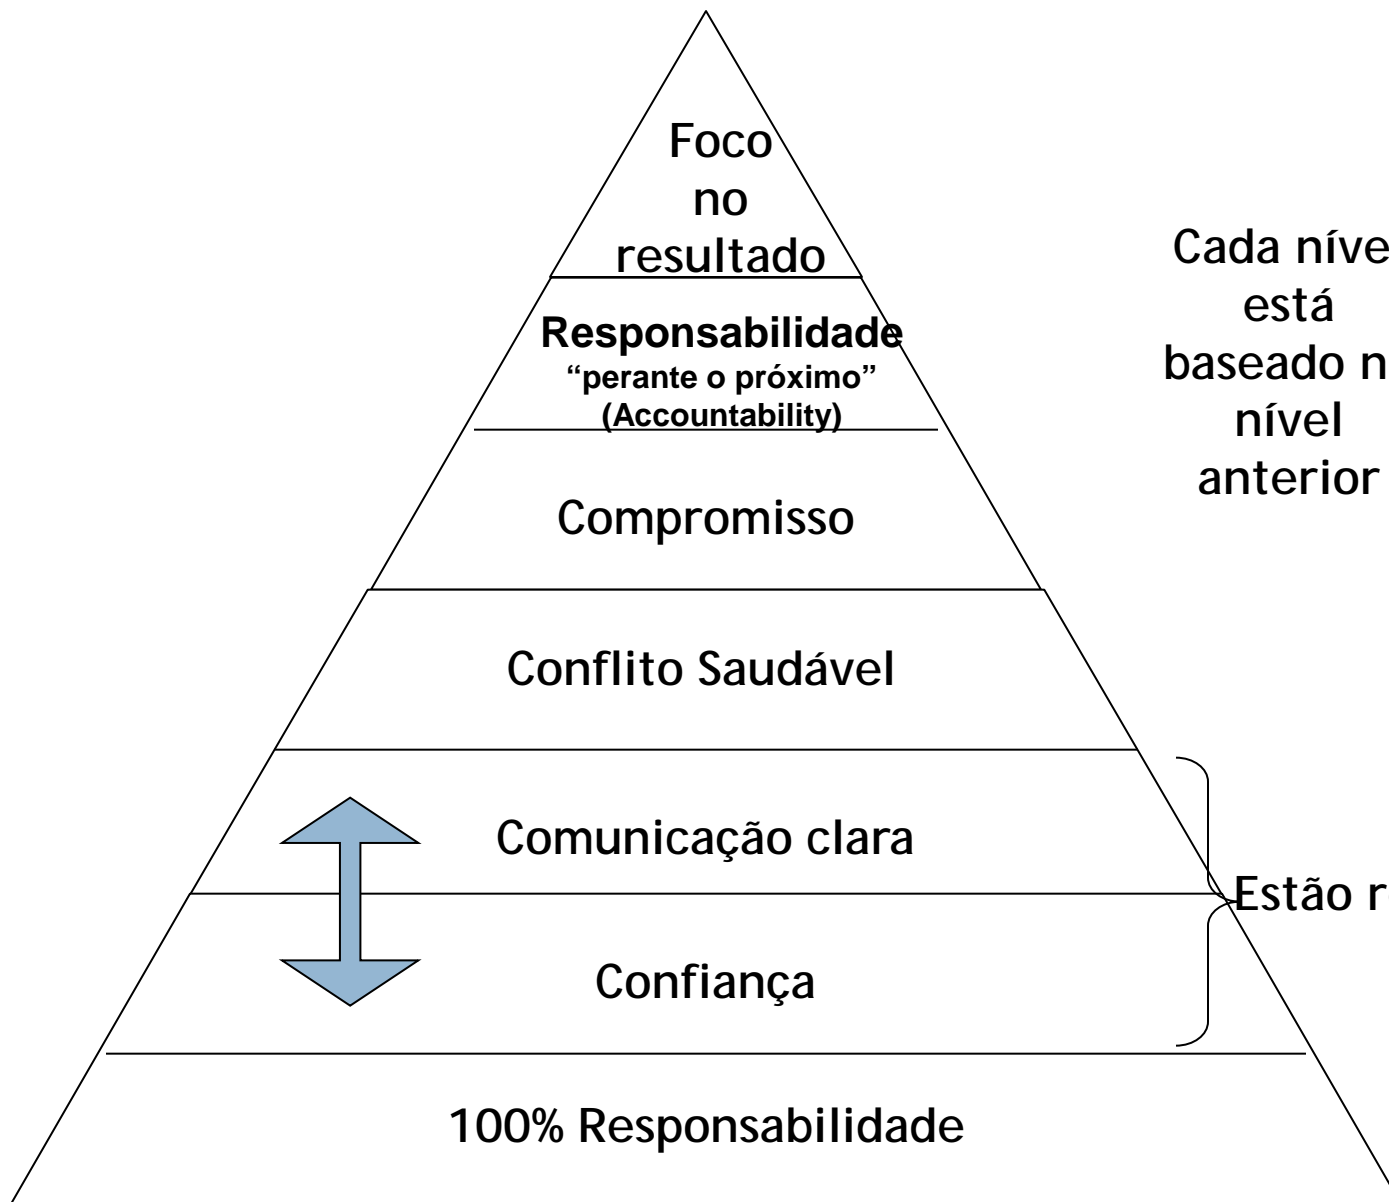 Foco
no
resultado
Responsabilidade
“perante o próximo”
(Accountability)
Cada níve
está
baseado n
nível
anterior
Compromisso
Conflito Saudável
Comunicação clara
Estão r
Confiança
100% Responsabilidade